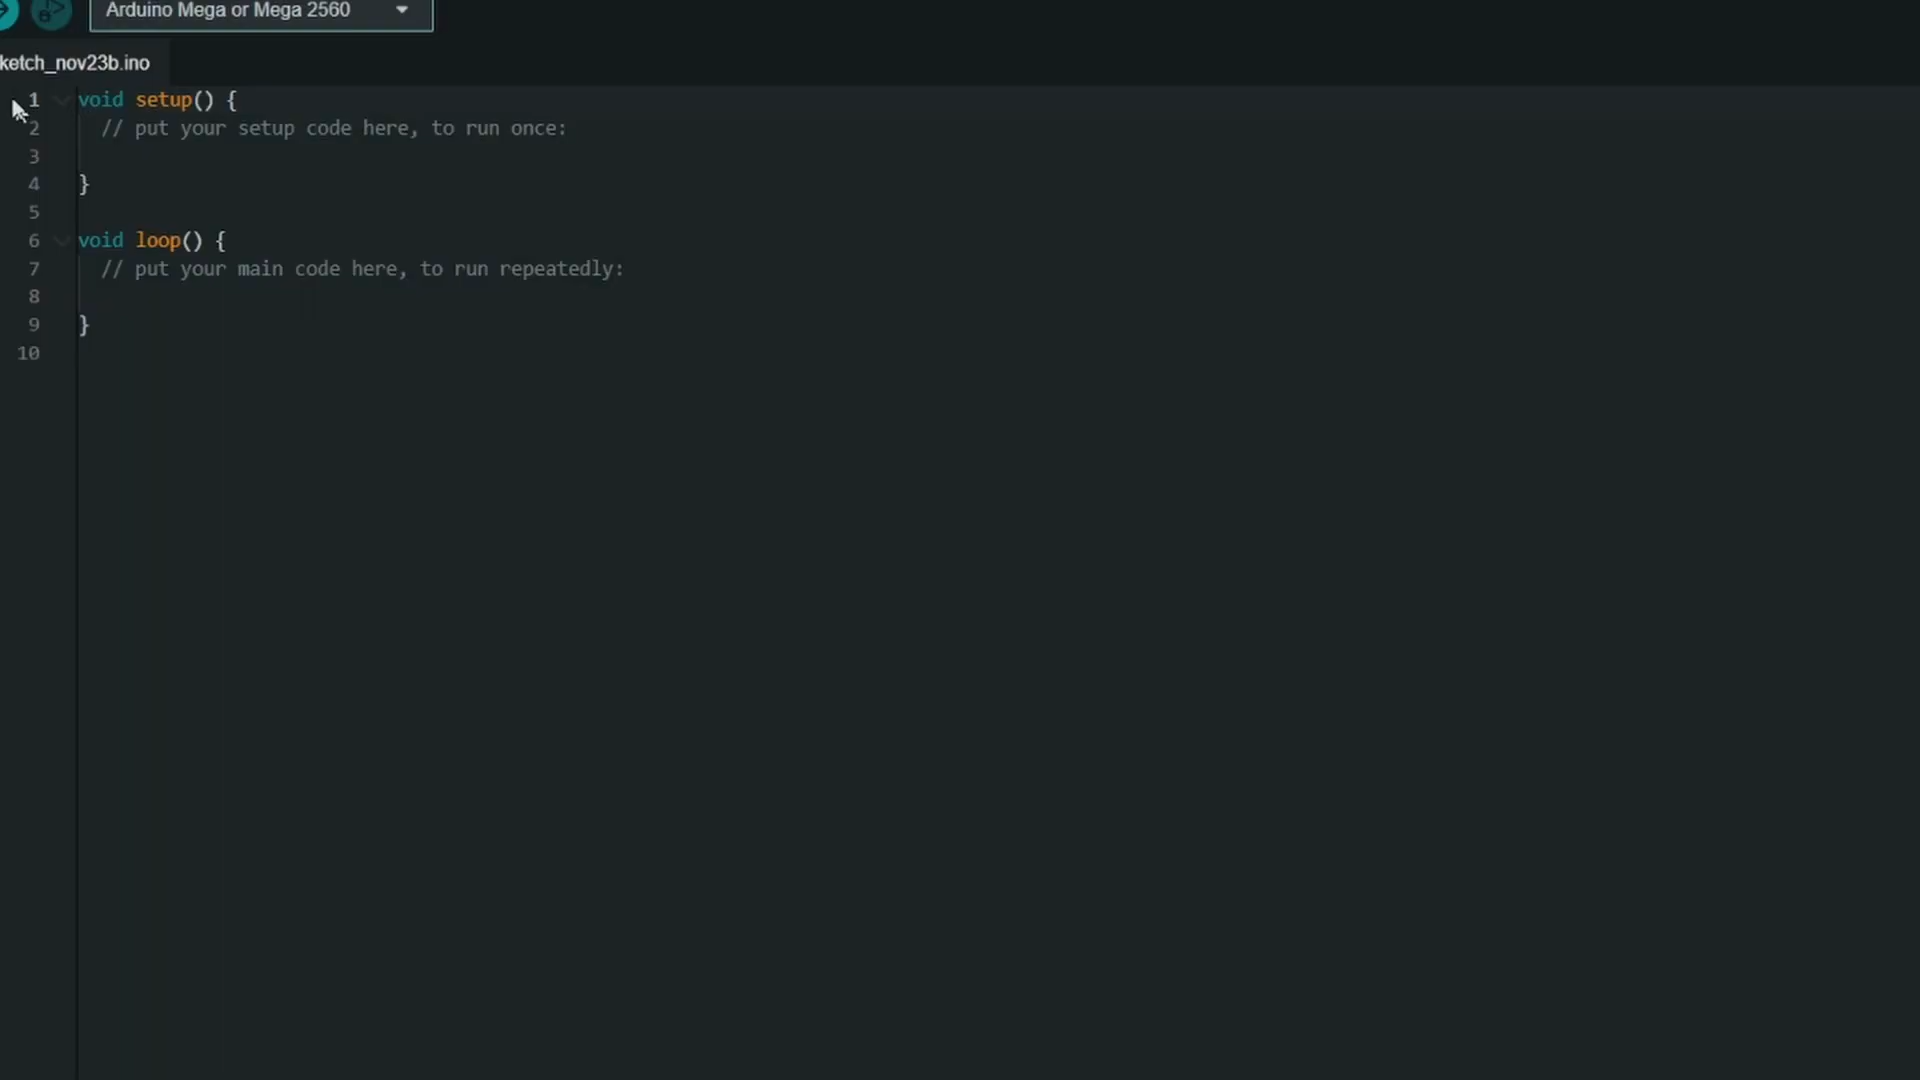 Arduino Mega or Mega 2560
ketch_nov23b.ino
1 void setup() {
2 // put your setup code here, to run once:
3
4 }
5
6 void loop() {
7 // put your main code here, to run repeatedly:
8
9 }
10